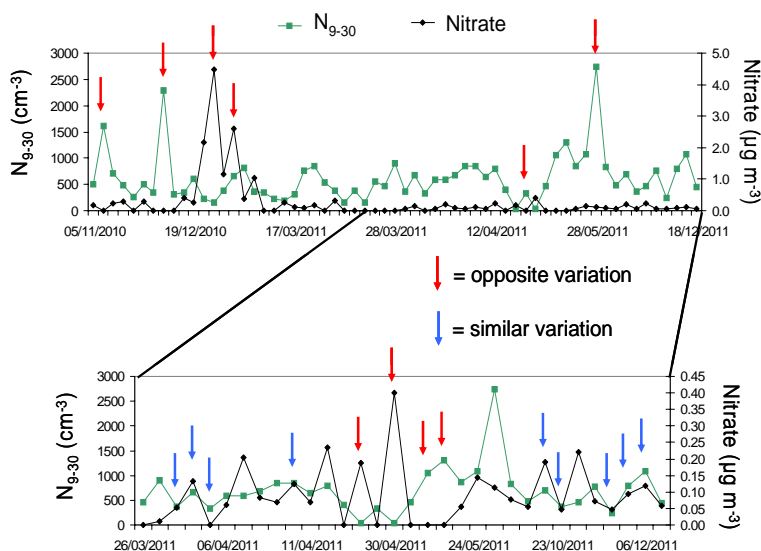 N9-30 Nitrate
3000 5.0
2500 4.0
2000
3.0
1500
2.0
1000
500 1.0
0 0.0
N9-30 (cm-3)
Nitrate (µg m-3)
05/11/2010 19/12/2010 17/03/2011 28/03/2011 12/04/2011 28/05/2011 18/12/2011
= opposite variation
= similar variation
3000 0.45
0.40
2500
0.35
2000 0.30
0.25
1500
0.20
1000 0.15
0.10
500
0.05
0 0.00
N9-30 (cm-3)
Nitrate (µg m-3)
26/03/2011 06/04/2011 11/04/2011 30/04/2011 24/05/2011 23/10/2011 06/12/2011